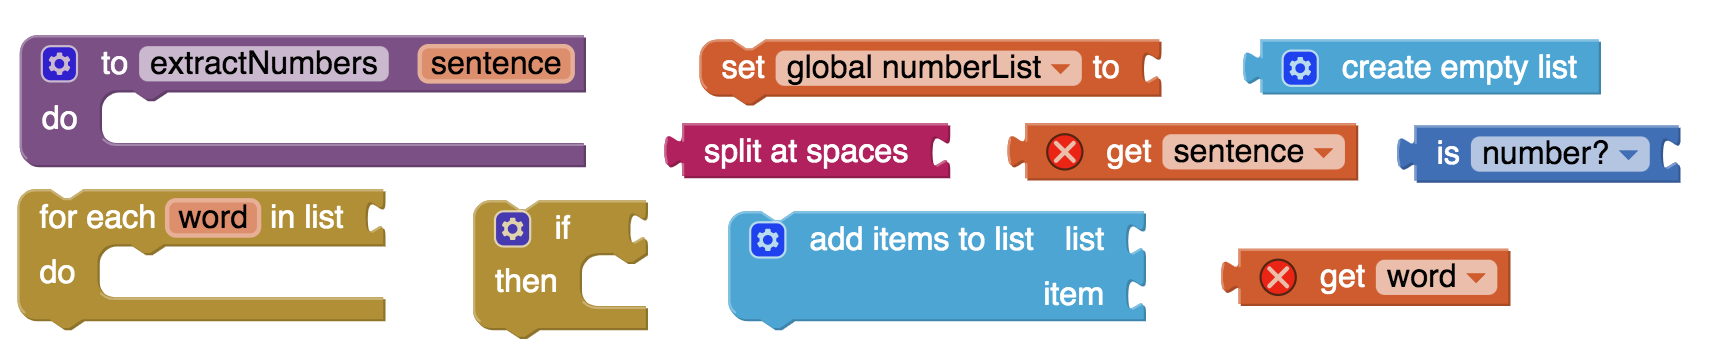 to extractNumbers sentence
do
set global numberList to
create empty list
split at spaces
get sentence
is number?
for each word in list
do
if
then
add items to list list
item
get word